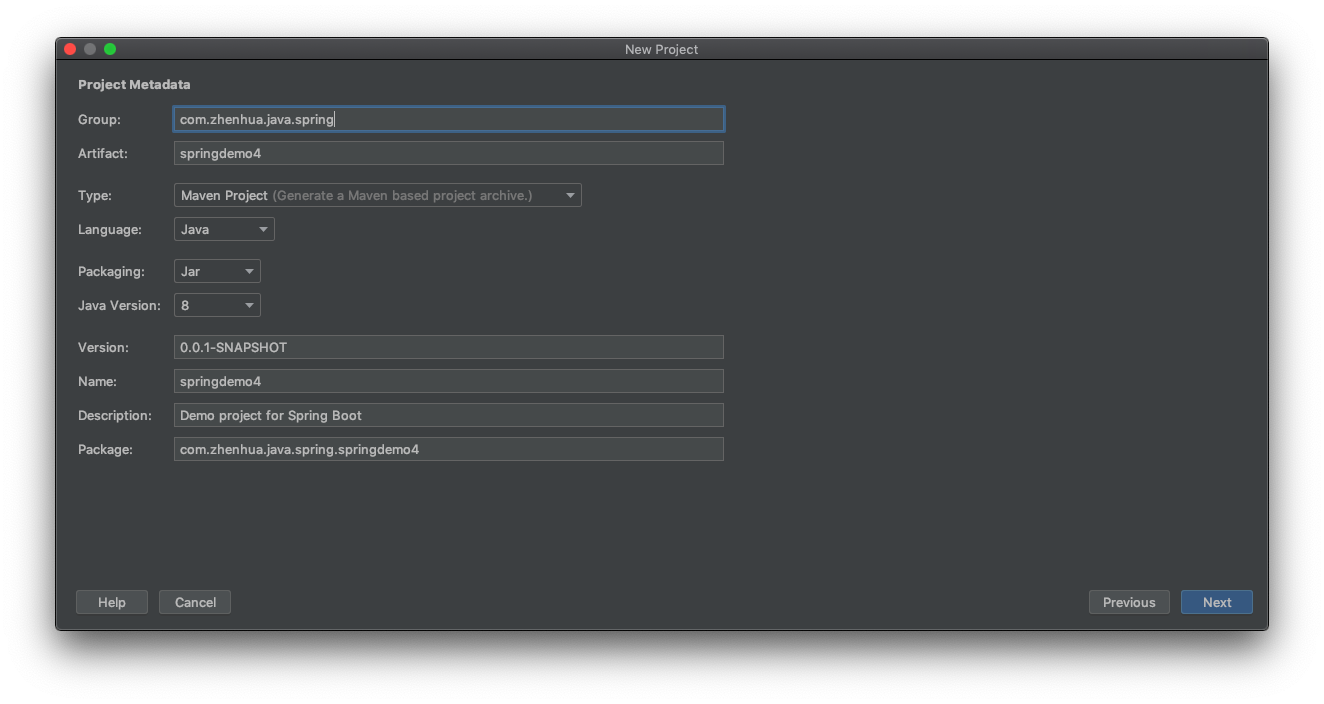 New Project
Project Metadata
Group: com.zhenhua.java.spring
Artifact: springdemo4
Type: Maven Project (Generate a Maven based project archive.)
Language: Java
Packaging: Jar
Java Version: 8
Version: 0.0.1-SNAPSHOT
Name: springdemo4
Description: Demo project for Spring Boot
Package: com.zhenhua.java.spring.springdemo4
Help Cancel Previous Next